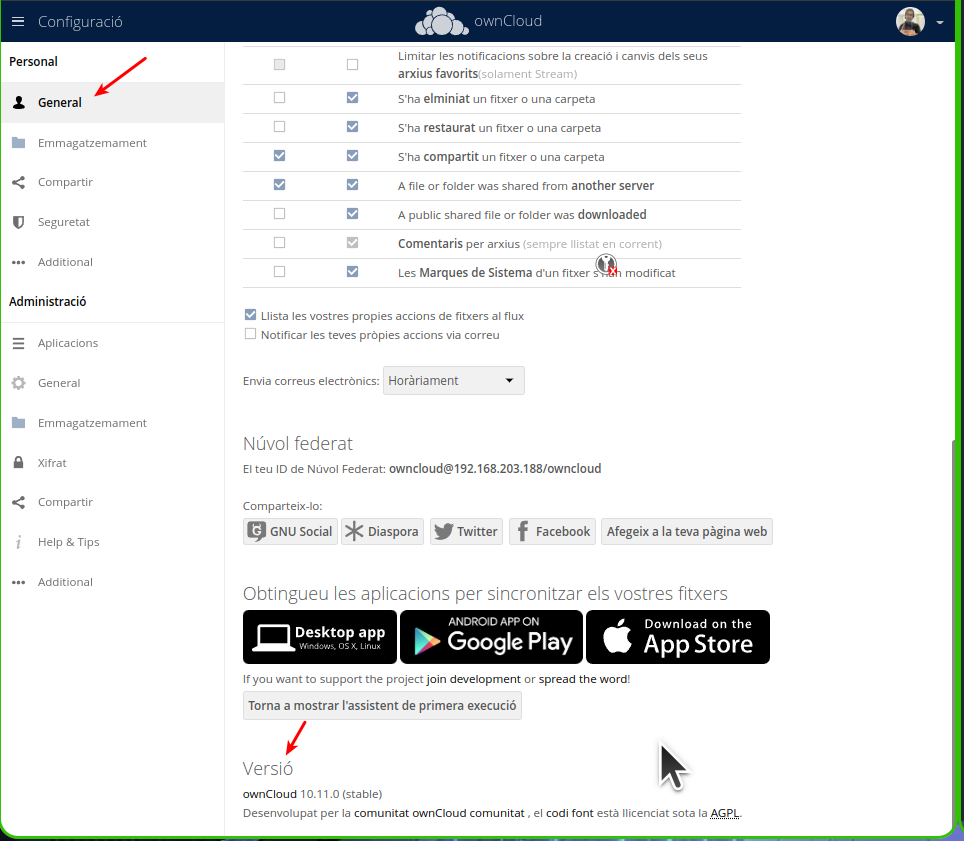 Configuració
ownCloud
Personal
General
Emmagatzemament
Compartir
Seguretat
Additional
Administració
Aplicacions
General
Emmagatzemament
Xifrat
Compartir
Help & Tips
Additional
Limitar les notificacions sobre la creació i canvis dels seus
arxius favorits(solament Stream)
S'ha elminiat un fitxer o una carpeta
S'ha restaurat un fitxer o una carpeta
S'ha compartit un fitxer o una carpeta
A file or folder was shared from another server
A public shared file or folder was downloaded
Comentaris per arxius (sempre llistat en corrent)
Les Marques de Sistema d'un fitxer modificat
Llista les vostres propies accions de fitxers al flux
Notificar les teves pròpies accions via correu
Envia correus electrònics: Horàriament
Núvol federat
El teu ID de Núvol Federat: owncloud@192.168.203.188/owncloud
Comparteix-lo:
GNU Social Diaspora Twitter Facebook Afegeix a la teva pàgina web
Obtingueu les aplicacions per sincronitzar els vostres fitxers
Desktop app
Windows, OS X, Linux
ANDROID APP ON
Google Play
Download on the
App Store
If you want to support the project join development or spread the word!
Torna a mostrar l'assistent de primera execució
Versió
ownCloud 10.11.0 (stable)
Desenvolupat per la comunitat ownCloud comunitat , el codi font està llicenciat sota la AGPL.